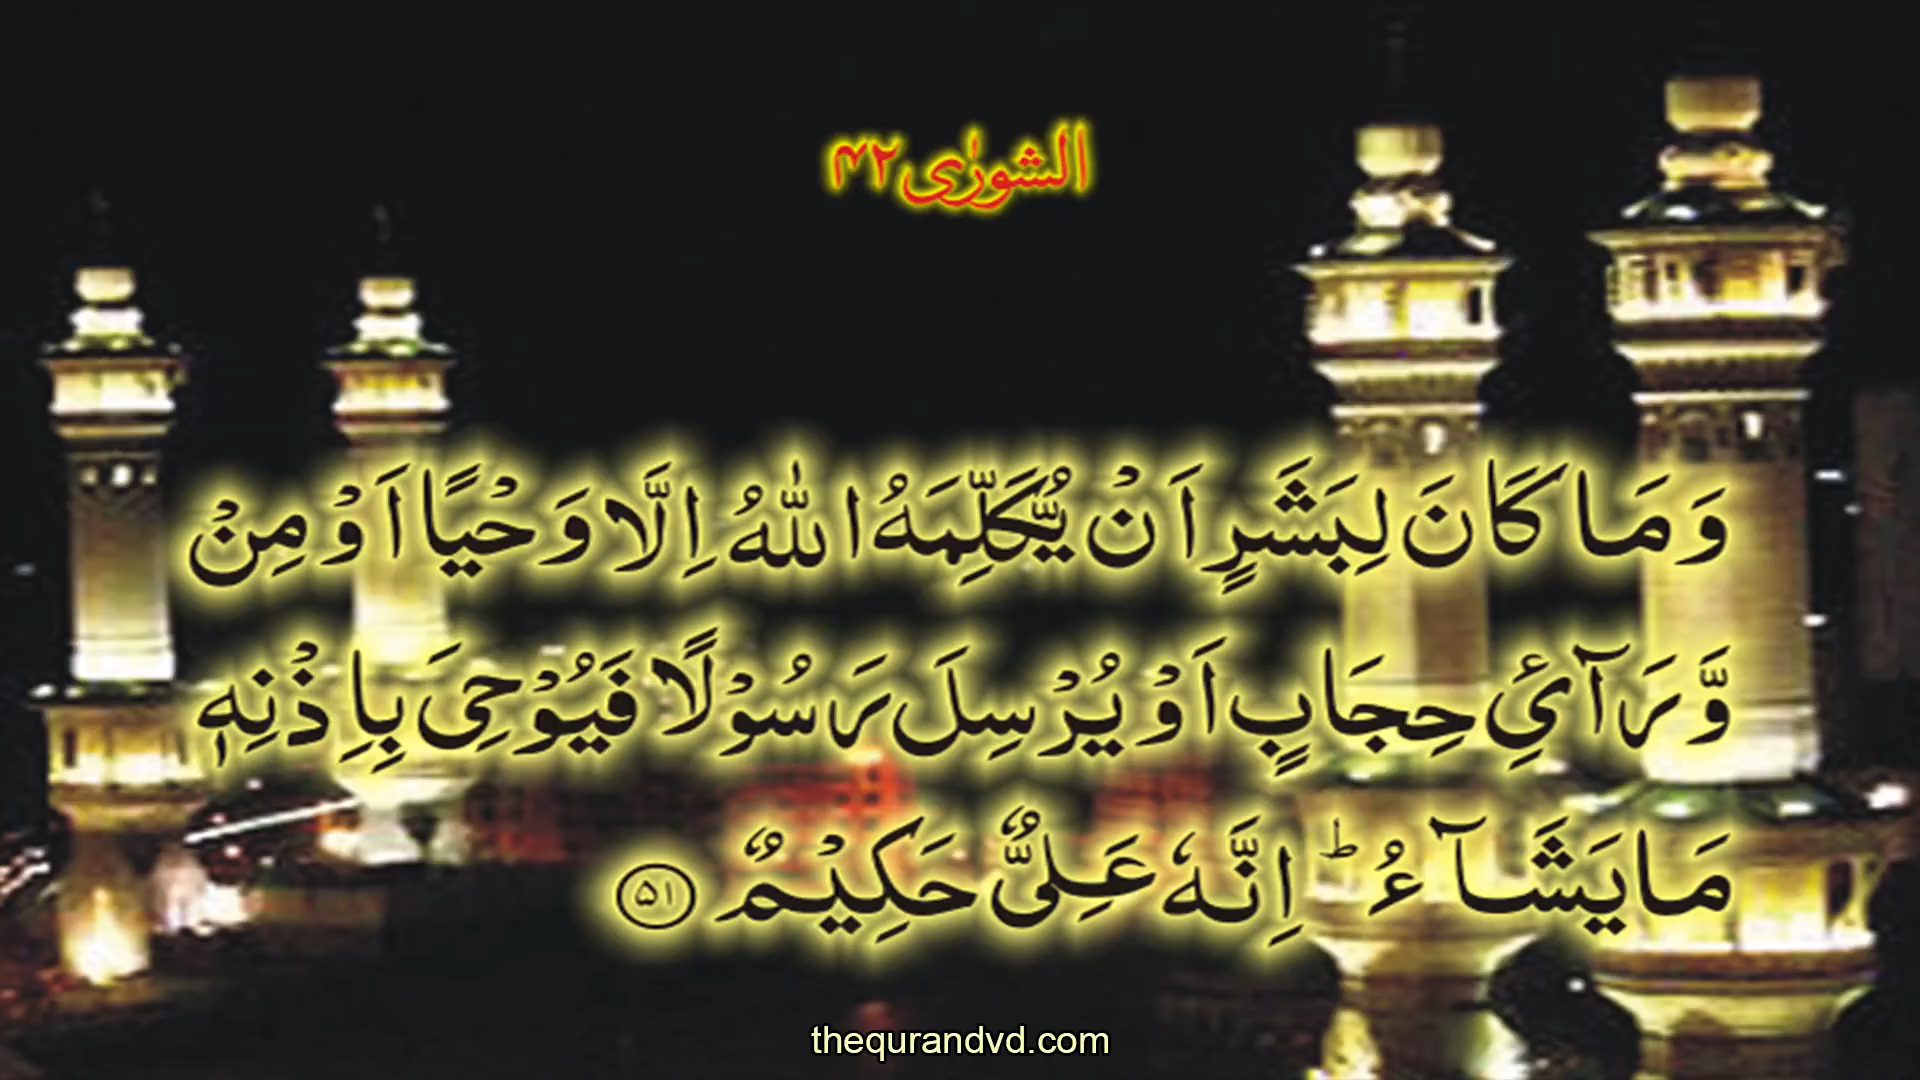 الشورٰی ۴۲
وَمَا كَانَ لِبَشَرٍ اَنْ يُّكَلِّمَهُ اللّٰهُ اِلَّا وَحْيًا اَوْ مِنْ
وَّرَآئِ حِجَابٍ اَوْ يُرْسِلَ رَسُوْلًا فَيُوْحِىَ بِاِذْنِهٖ
مَا يَشَآءُ ؕ اِنَّهٗ عَلِىٌّ حَكِيْمٌ ۵۱
thequrandvd.com